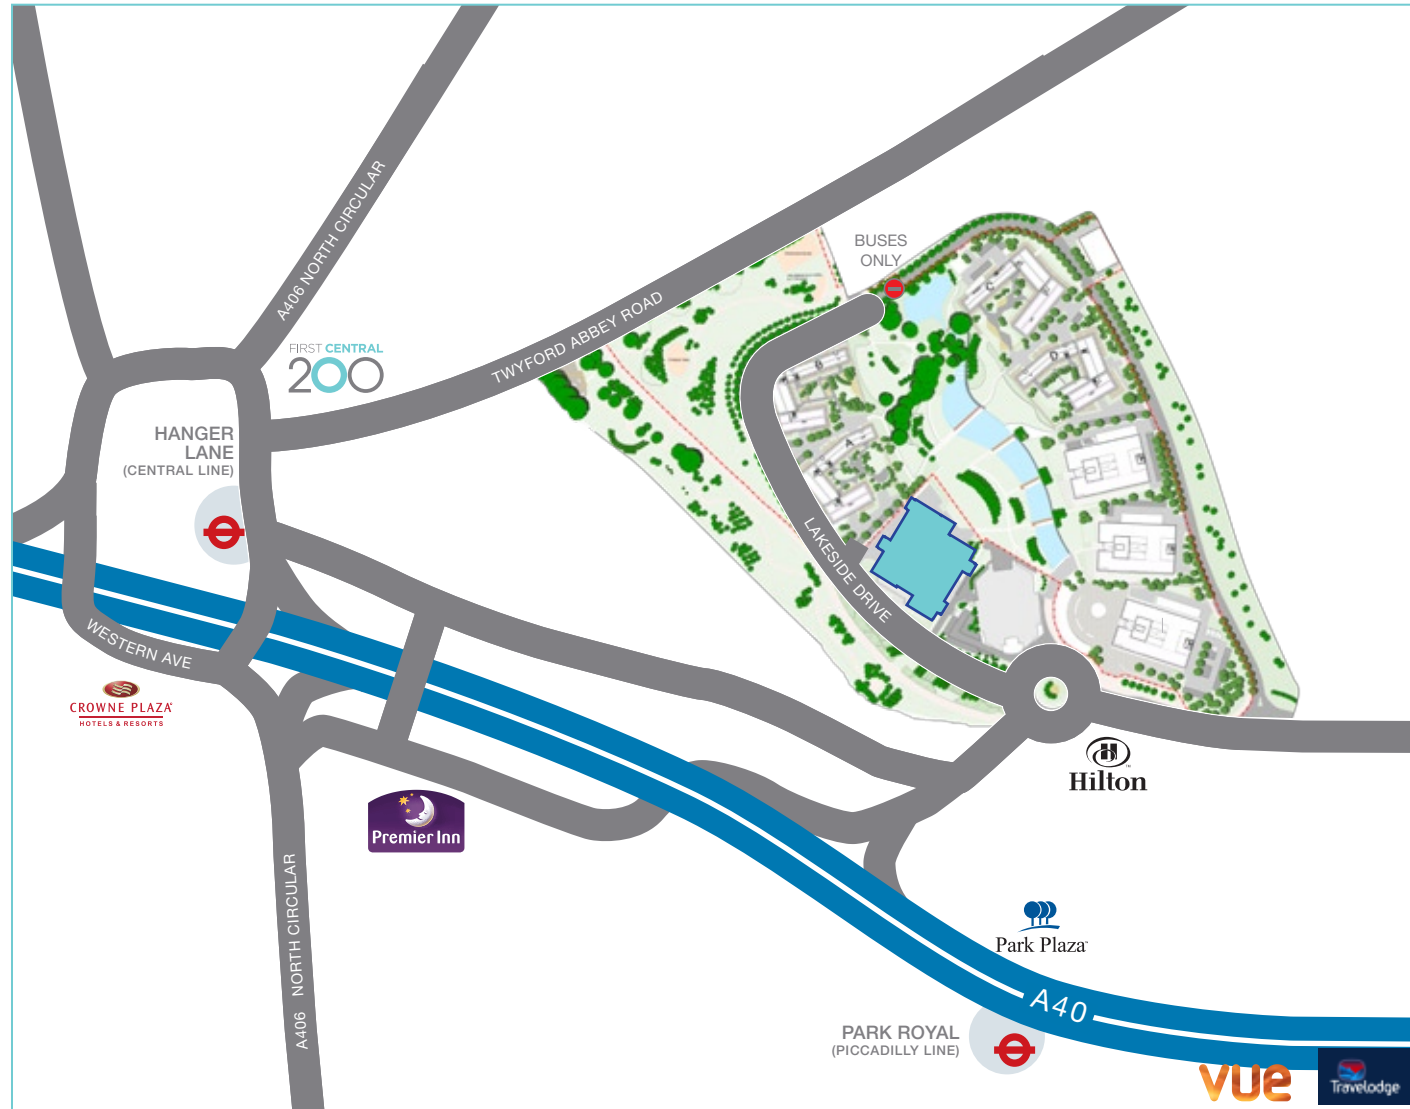 A406 NORTH CIRCULAR
BUSES
ONLY
FIRST CENTRAL
200
TWYFORD ABBEY ROAD
HANGER
LANE
(CENTRAL LINE)
C
D
B
A
LAKESIDE DRIVE
WESTERN AVE
CROWNE PLAZA
HOTELS & RESORTS
Hilton
Premier Inn
A406 NORTH CIRCULAR
Park Plaza
A40
PARK ROYAL
(PICCADILLY LINE)
vue
Travelodge